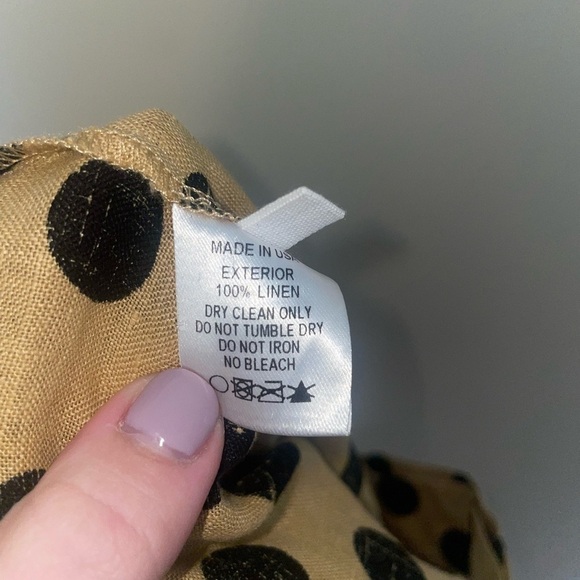 MADE IN USA
EXTERIOR
100% LINEN
DRY CLEAN ONLY
DO NOT TUMBLE DRY
DO NOT IRON
NO BLEACH